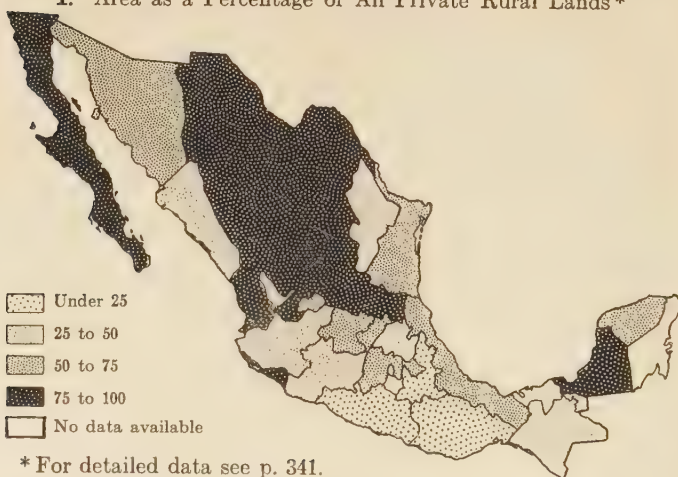 1. Area as a Percentage of All Private Rural Lands*
Under 25
25 to 50
50 to 75
75 to 100
No data available
* For detailed data see p. 341.